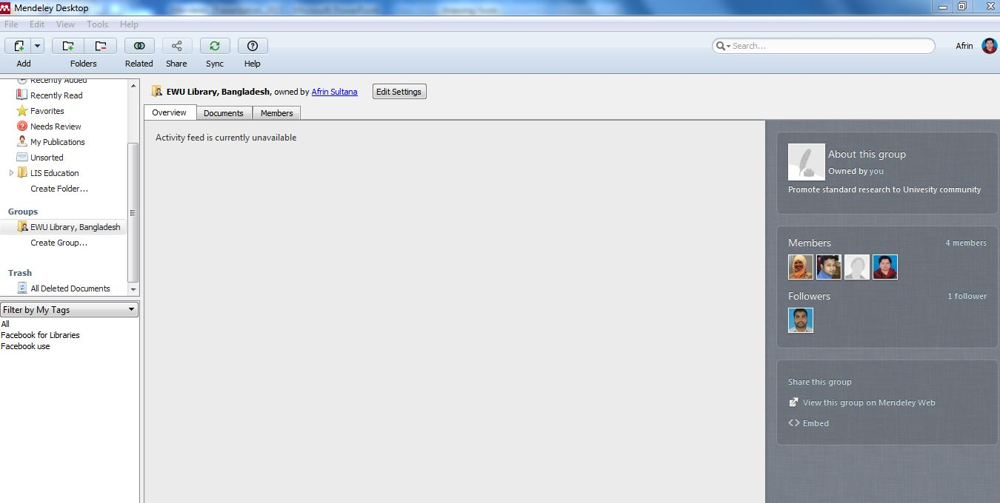 Mendeley Desktop
File Edit View Tools Help
Add Folders Related Share Sync Help
Search...
Afrin
Recently Added
Recently Read
Favorites
Needs Review
My Publications
Unsorted
LIS Education
Create Folder...
Groups
EWU Library, Bangladesh
Create Group...
Trash
All Deleted Documents
Filter by My Tags
All
Facebook for Libraries
Facebook use
EWU Library, Bangladesh, owned by Afrin Sultana Edit Settings
Overview Documents Members
Activity feed is currently unavailable
About this group
Owned by you
Promote standard research to Univesity community
Members 4 members
Followers 1 follower
Share this group
View this group on Mendeley Web
Embed